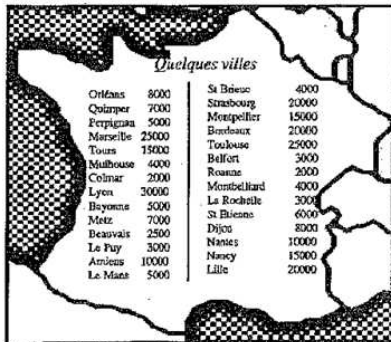 Quelques villes
Orléans 8000
Quimper 7000
Perpignan 5000
Marseille 25000
Tours 15000
Mulhouse 4000
Colmar 2000
Lyon 30000
Bayonne 5000
Metz 7000
Beauvais 2500
Le Puy 3000
Amiens 10000
Le Mans 5000
St Brieuc 4000
Strasbourg 20000
Montpellier 15000
Bordeaux 20000
Toulouse 25000
Belfort 3000
Roanne 2000
Montbelliard 4000
La Rochelle 3000
St Etienne 6000
Dijon 8000
Nantes 10000
Nancy 15000
Lille 20000